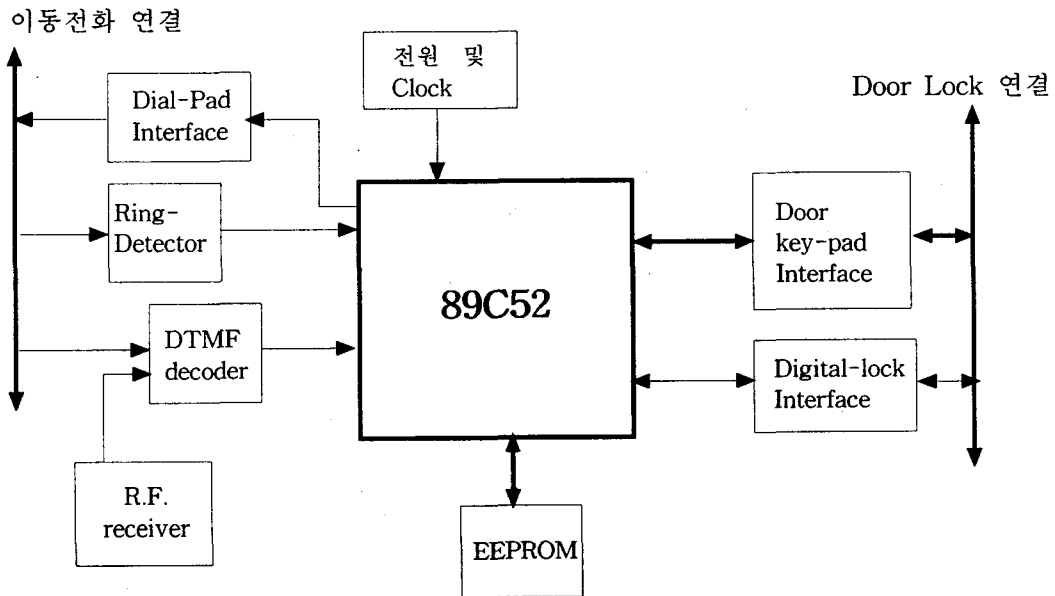 이동전화 연결
전원 및
Clock
Dial-Pad
Interface
Door Lock 연결
Ring-
Detector
Door
key-pad
Interface
89C52
DTMF
decoder
Digital-lock
Interface
R.F.
receiver
EEPROM